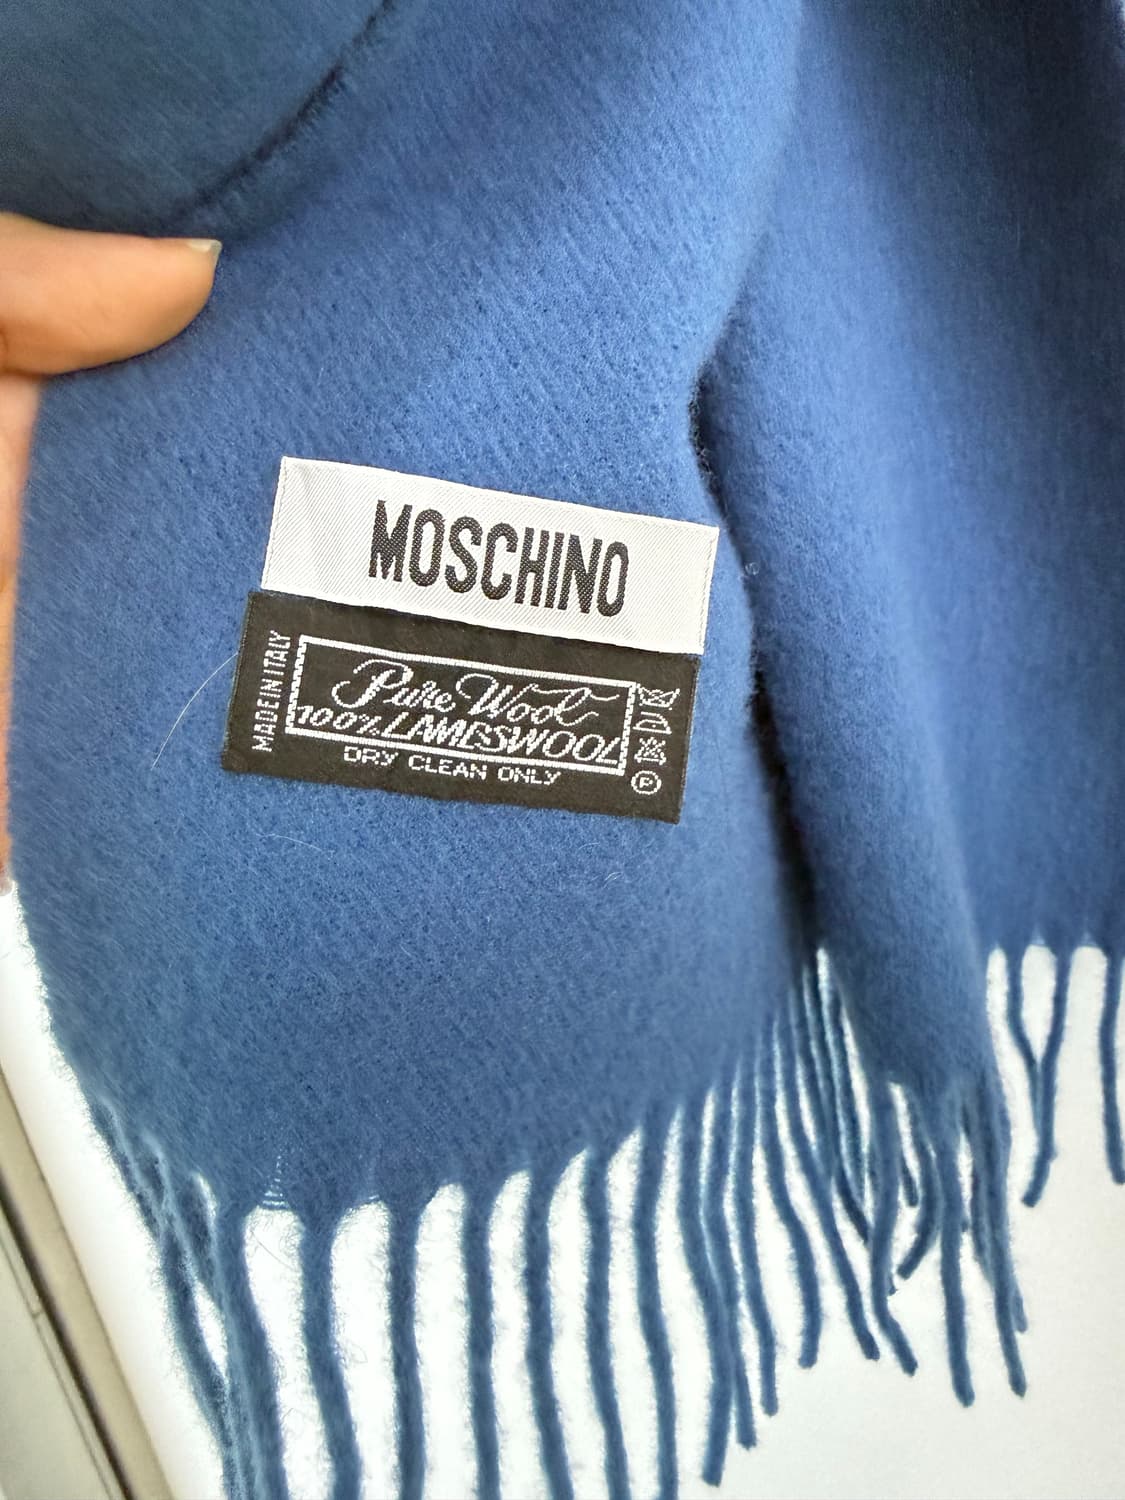 MOSCHINO
MADE IN ITALY
Pure Wool
100% LAMBSWOOL
DRY CLEAN ONLY
P